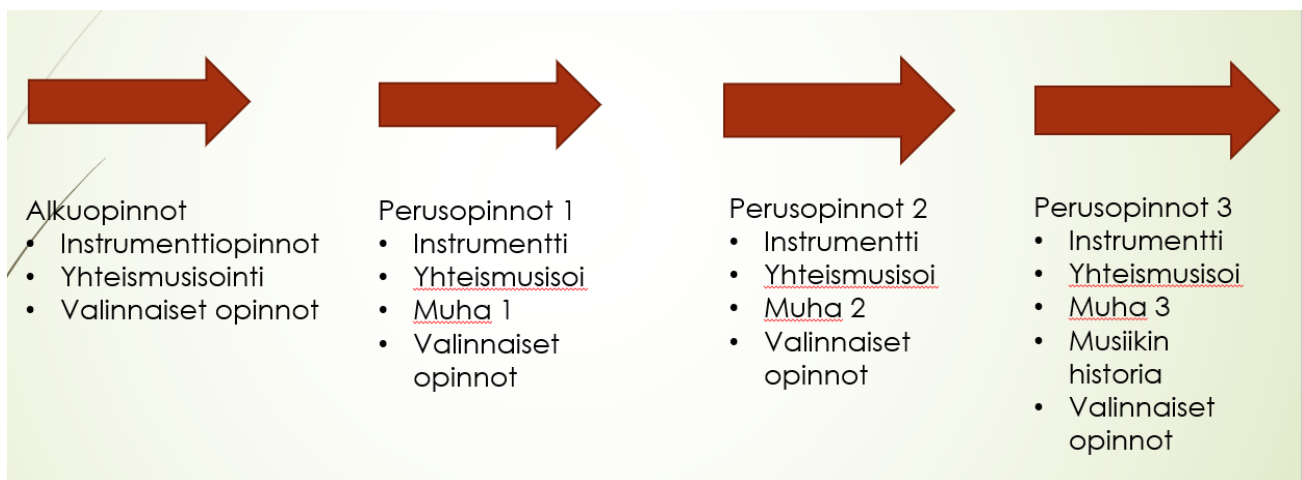 Alkuopinnot
• Instrumenttiopinnot
• Yhteismusisointi
• Valinnaiset opinnot
Perusopinnot 1
• Instrumentti
• Yhteismusisoi
• Muha 1
• Valinnaiset
opinnot
Perusopinnot 2
• Instrumentti
• Yhteismusisoi
• Muha 2
• Valinnaiset
opinnot
Perusopinnot 3
• Instrumentti
• Yhteismusisoi
• Muha 3
• Musiikin
historia
• Valinnaiset
opinnot